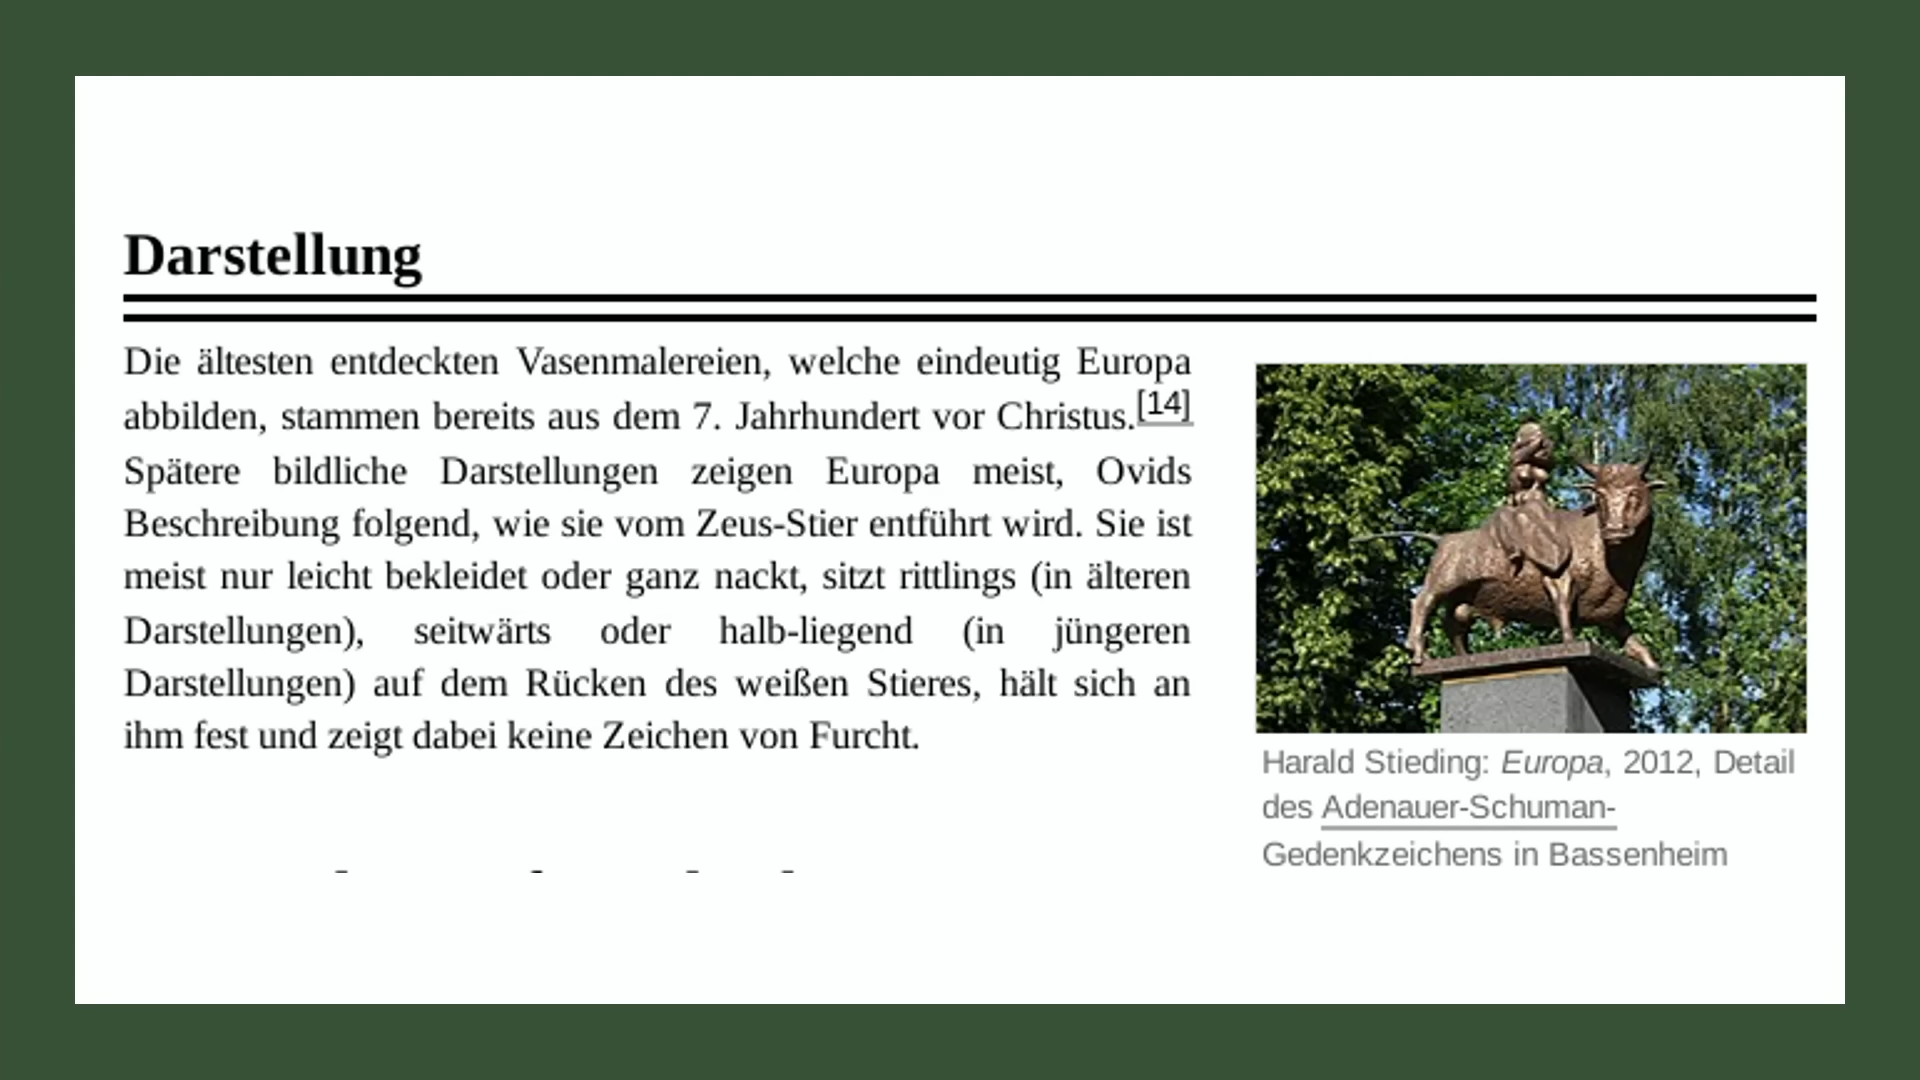 Darstellung
Die ältesten entdeckten Vasenmalereien, welche eindeutig Europa
abbilden, stammen bereits aus dem 7. Jahrhundert vor Christus.[14]
Spätere bildliche Darstellungen zeigen Europa meist, Ovids
Beschreibung folgend, wie sie vom Zeus-Stier entführt wird. Sie ist
meist nur leicht bekleidet oder ganz nackt, sitzt rittlings (in älteren
Darstellungen), seitwärts oder halb-liegend (in jüngeren
Darstellungen) auf dem Rücken des weißen Stieres, hält sich an
ihm fest und zeigt dabei keine Zeichen von Furcht.
Harald Stieding: Europa, 2012, Detail
des Adenauer-Schuman-
Gedenkzeichens in Bassenheim